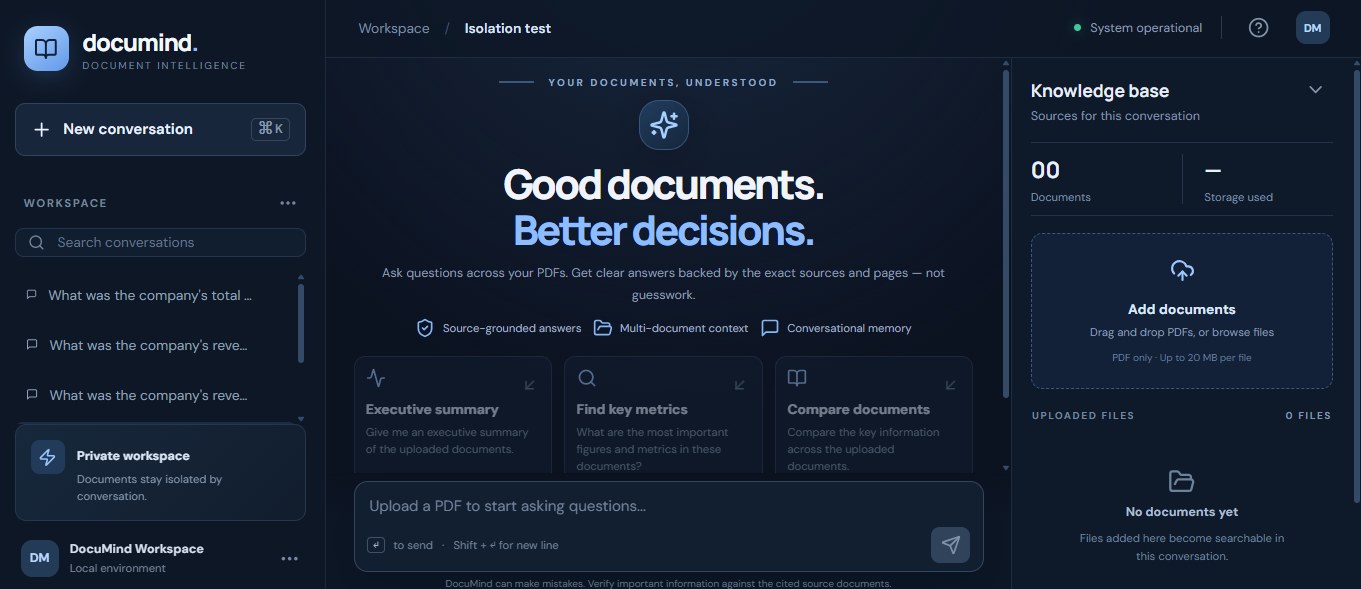 documind.
DOCUMENT INTELLIGENCE
New conversation
⌘ K
WORKSPACE
Search conversations
What was the company's total ...
What was the company's reve...
What was the company's reve...
Private workspace
Documents stay isolated by
conversation.
DM
DocuMind Workspace
Local environment
Workspace / Isolation test
System operational
DM
YOUR DOCUMENTS, UNDERSTOOD
Good documents.
Better decisions.
Ask questions across your PDFs. Get clear answers backed by the exact sources and pages — not
guesswork.
Source-grounded answers
Multi-document context
Conversational memory
Executive summary
Give me an executive summary
of the uploaded documents.
Find key metrics
What are the most important
figures and metrics in these
documents?
Compare documents
Compare the key information
across the uploaded
documents.
Upload a PDF to start asking questions...
↵ to send · Shift + ↵ for new line
DocuMind can make mistakes. Verify important information against the cited source documents.
Knowledge base
Sources for this conversation
00
Documents
—
Storage used
Add documents
Drag and drop PDFs, or browse files
PDF only · Up to 20 MB per file
UPLOADED FILES
0 FILES
No documents yet
Files added here become searchable in
this conversation.